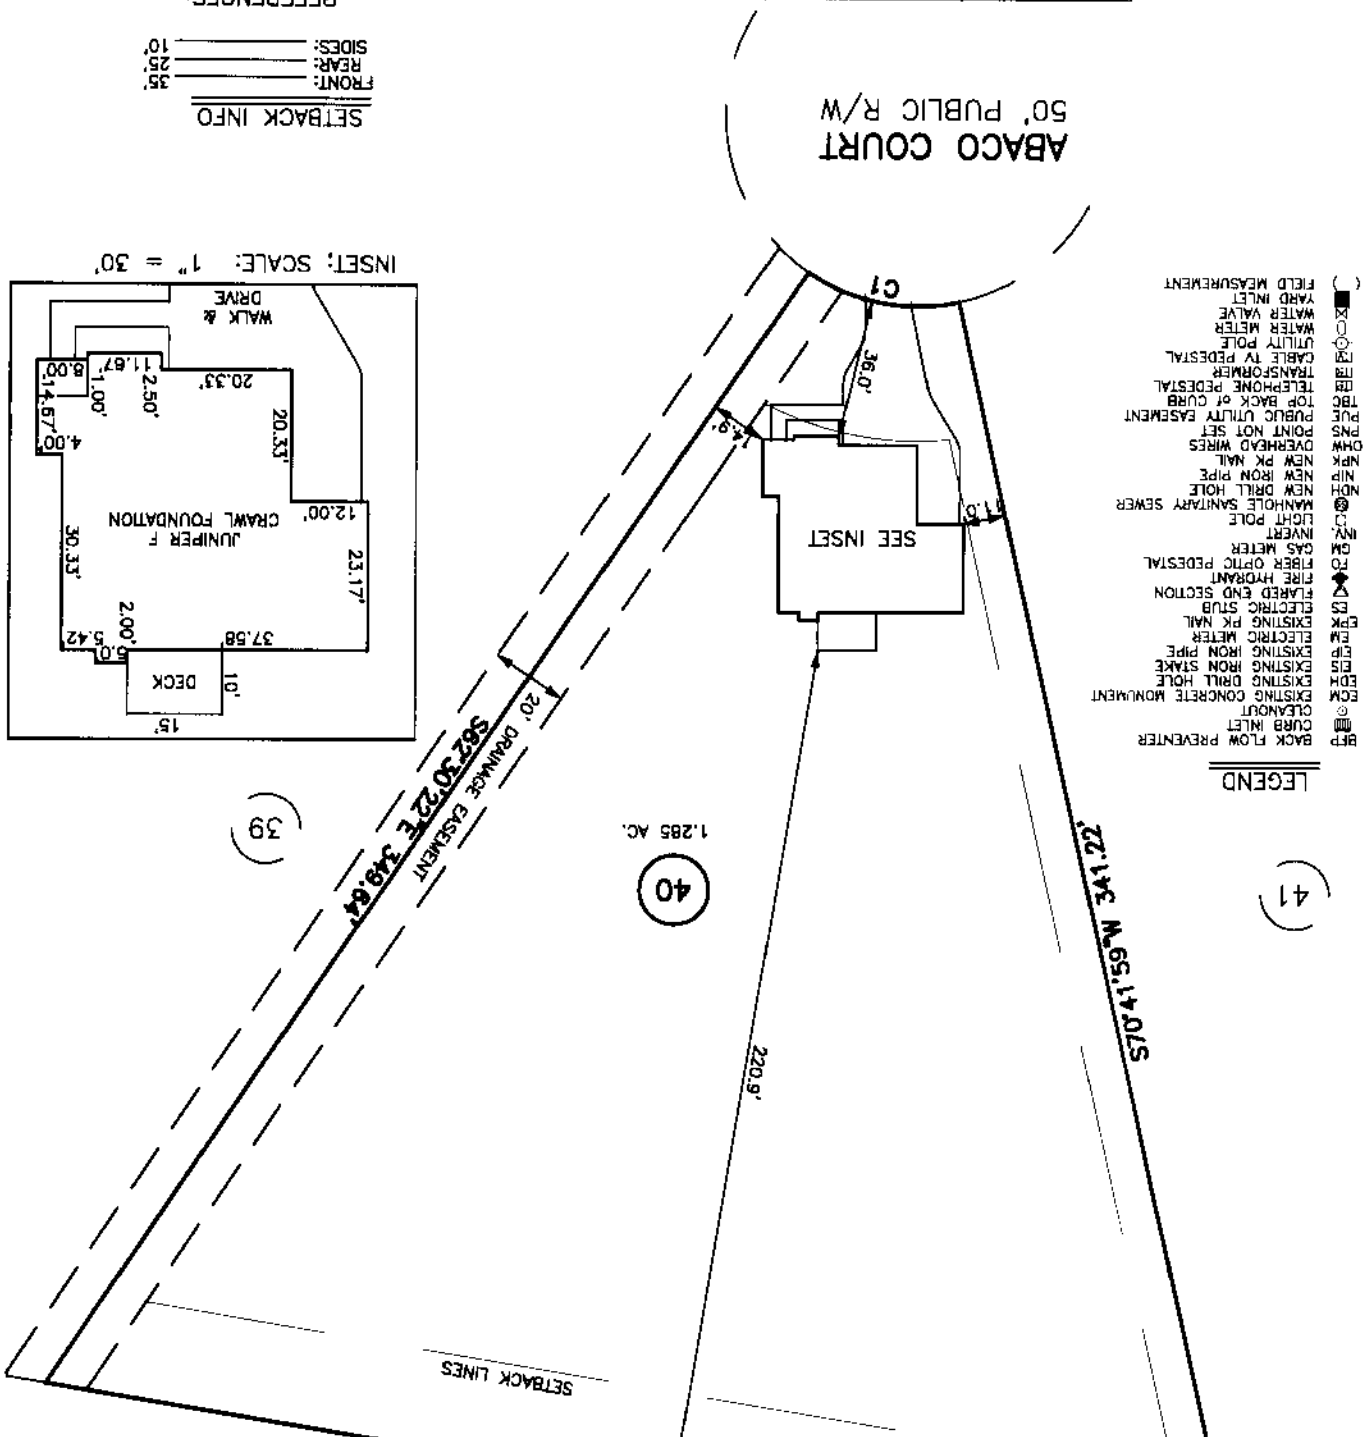 LEGEND
BFP BACK FLOW PREVENTER
CURB INLET
CLEANOUT
ECM EXISTING CONCRETE MONUMENT
EDH EXISTING DRILL HOLE
EIS EXISTING IRON STAKE
EIP EXISTING IRON PIPE
EM ELECTRIC METER
EPK EXISTING PK NAIL
ES ELECTRIC STUB
FLARED END SECTION
FIRE HYDRANT
FO FIBER OPTIC PEDESTAL
GM GAS METER
INV. INVERT
LIGHT POLE
MANHOLE SANITARY SEWER
NDH NEW DRILL HOLE
NIP NEW IRON PIPE
NPK NEW PK NAIL
OHW OVERHEAD WIRES
PNS POINT NOT SET
PUE PUBLIC UTILITY EASEMENT
TBC TOP BACK of CURB
TELEPHONE PEDESTAL
TRANSFORMER
CABLE TV PEDESTAL
UTILITY POLE
WATER METER
WATER VALVE
YARD INLET
( ) FIELD MEASUREMENT
41
S70°41'59"W 341.22'
SETBACK LINES
220.9'
40
1.285 AC.
39
S62°30'22"E 349.64'
20' DRAINAGE EASEMENT
SEE INSET
11.0'
14.9'
36.0'
C1
ABACO COURT
50' PUBLIC R/W
15'
10'
DECK
37.58
2.00'
5.0'
5.42
23.17'
30.33'
JUNIPER F
CRAWL FOUNDATION
12.00'
20.33'
20.33'
4.00'
14.67'
2.50'
1.00'
11.67'
8.00'
WALK &
DRIVE
INSET; SCALE: 1" = 30'
SETBACK INFO
FRONT: 35'
REAR: 25'
SIDES: 10'
REFERENCES